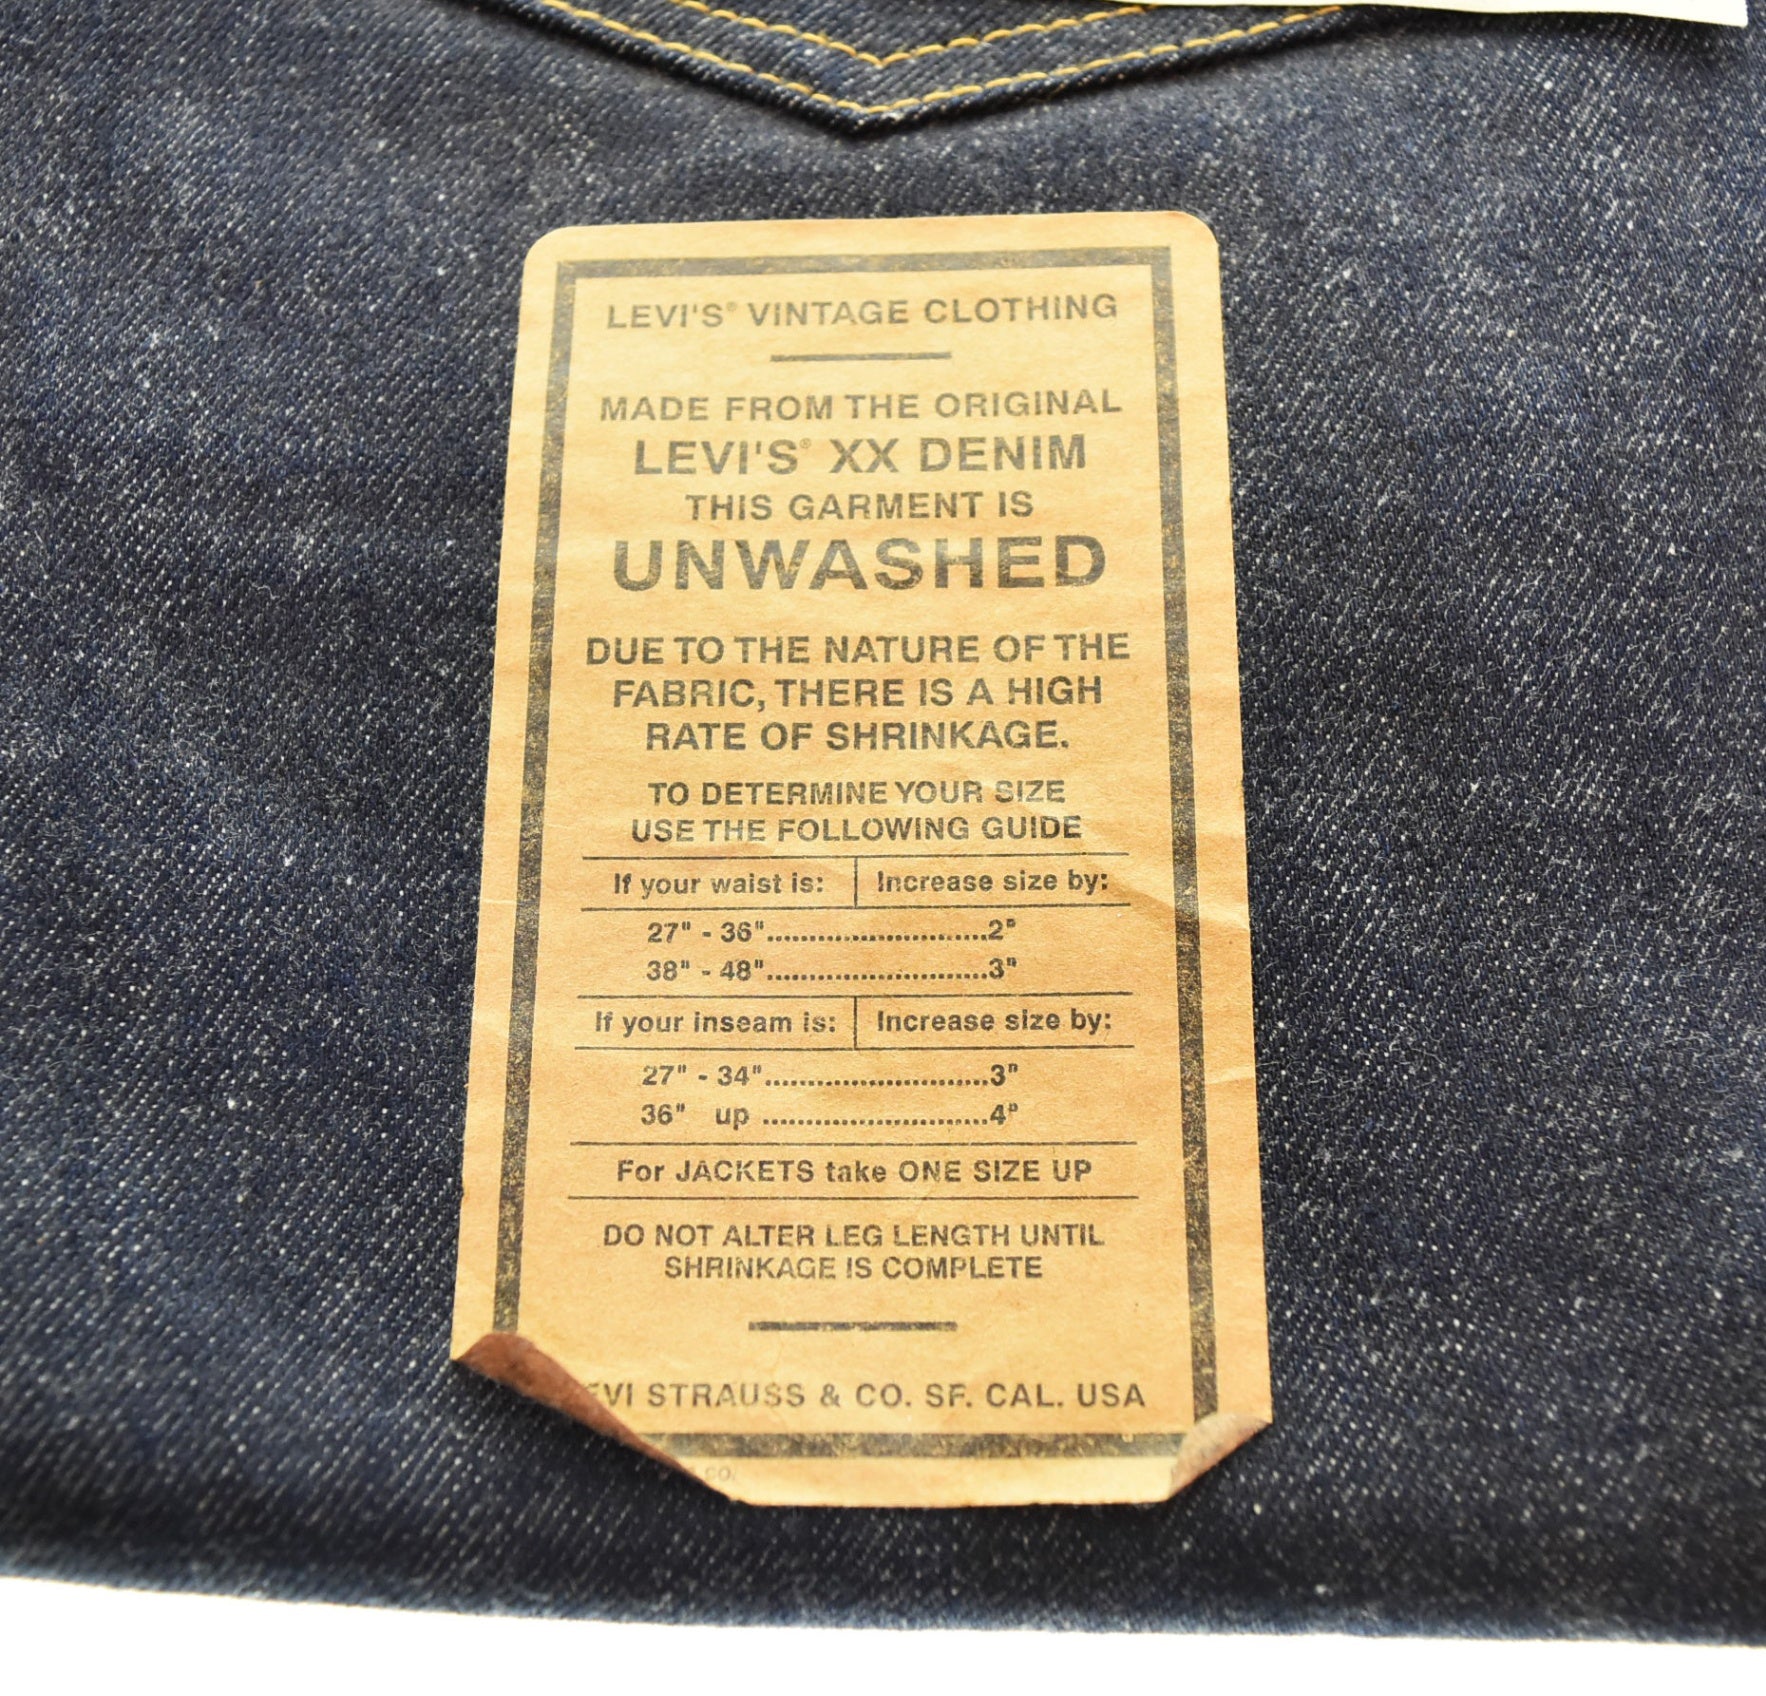 LEVI'S® VINTAGE CLOTHING
MADE FROM THE ORIGINAL
LEVI'S® XX DENIM
THIS GARMENT IS
UNWASHED
DUE TO THE NATURE OF THE
FABRIC, THERE IS A HIGH
RATE OF SHRINKAGE.
TO DETERMINE YOUR SIZE
USE THE FOLLOWING GUIDE
If your waist is: Increase size by:
27" - 36"..........................2"
38" - 48"..........................3"
If your inseam is: Increase size by:
27" - 34"..........................3"
36" up ..........................4"
For JACKETS take ONE SIZE UP
DO NOT ALTER LEG LENGTH UNTIL
SHRINKAGE IS COMPLETE
STRAUSS & CO. SF. CAL. USA
CO.